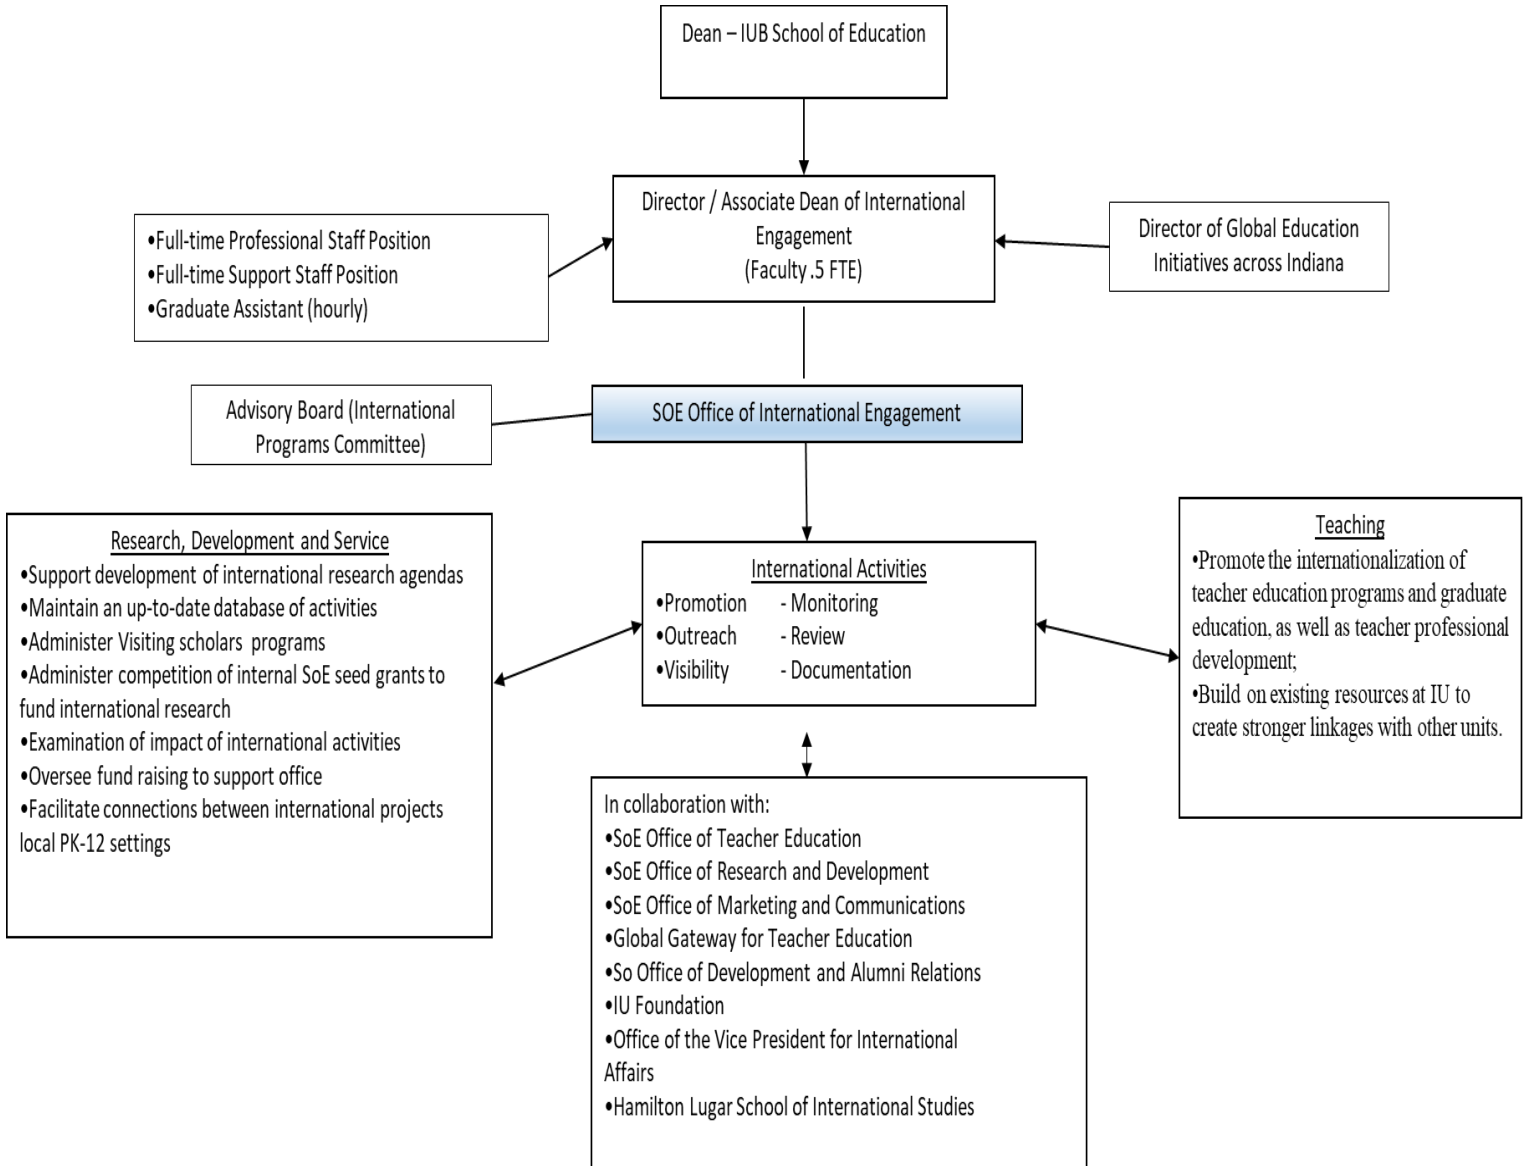 Dean – IUB School of Education
Director / Associate Dean of International
Engagement
(Faculty .5 FTE)
•Full-time Professional Staff Position
•Full-time Support Staff Position
•Graduate Assistant (hourly)
Director of Global Education
Initiatives across Indiana
Advisory Board (International
Programs Committee)
SOE Office of International Engagement
Research, Development and Service
•Support development of international research agendas
•Maintain an up-to-date database of activities
•Administer Visiting scholars programs
•Administer competition of internal SoE seed grants to
fund international research
•Examination of impact of international activities
•Oversee fund raising to support office
•Facilitate connections between international projects
local PK-12 settings
International Activities
•Promotion - Monitoring
•Outreach - Review
•Visibility - Documentation
Teaching
•Promote the internationalization of
teacher education programs and graduate
education, as well as teacher professional
development;
•Build on existing resources at IU to
create stronger linkages with other units.
In collaboration with:
•SoE Office of Teacher Education
•SoE Office of Research and Development
•SoE Office of Marketing and Communications
•Global Gateway for Teacher Education
•So Office of Development and Alumni Relations
•IU Foundation
•Office of the Vice President for International
Affairs
•Hamilton Lugar School of International Studies